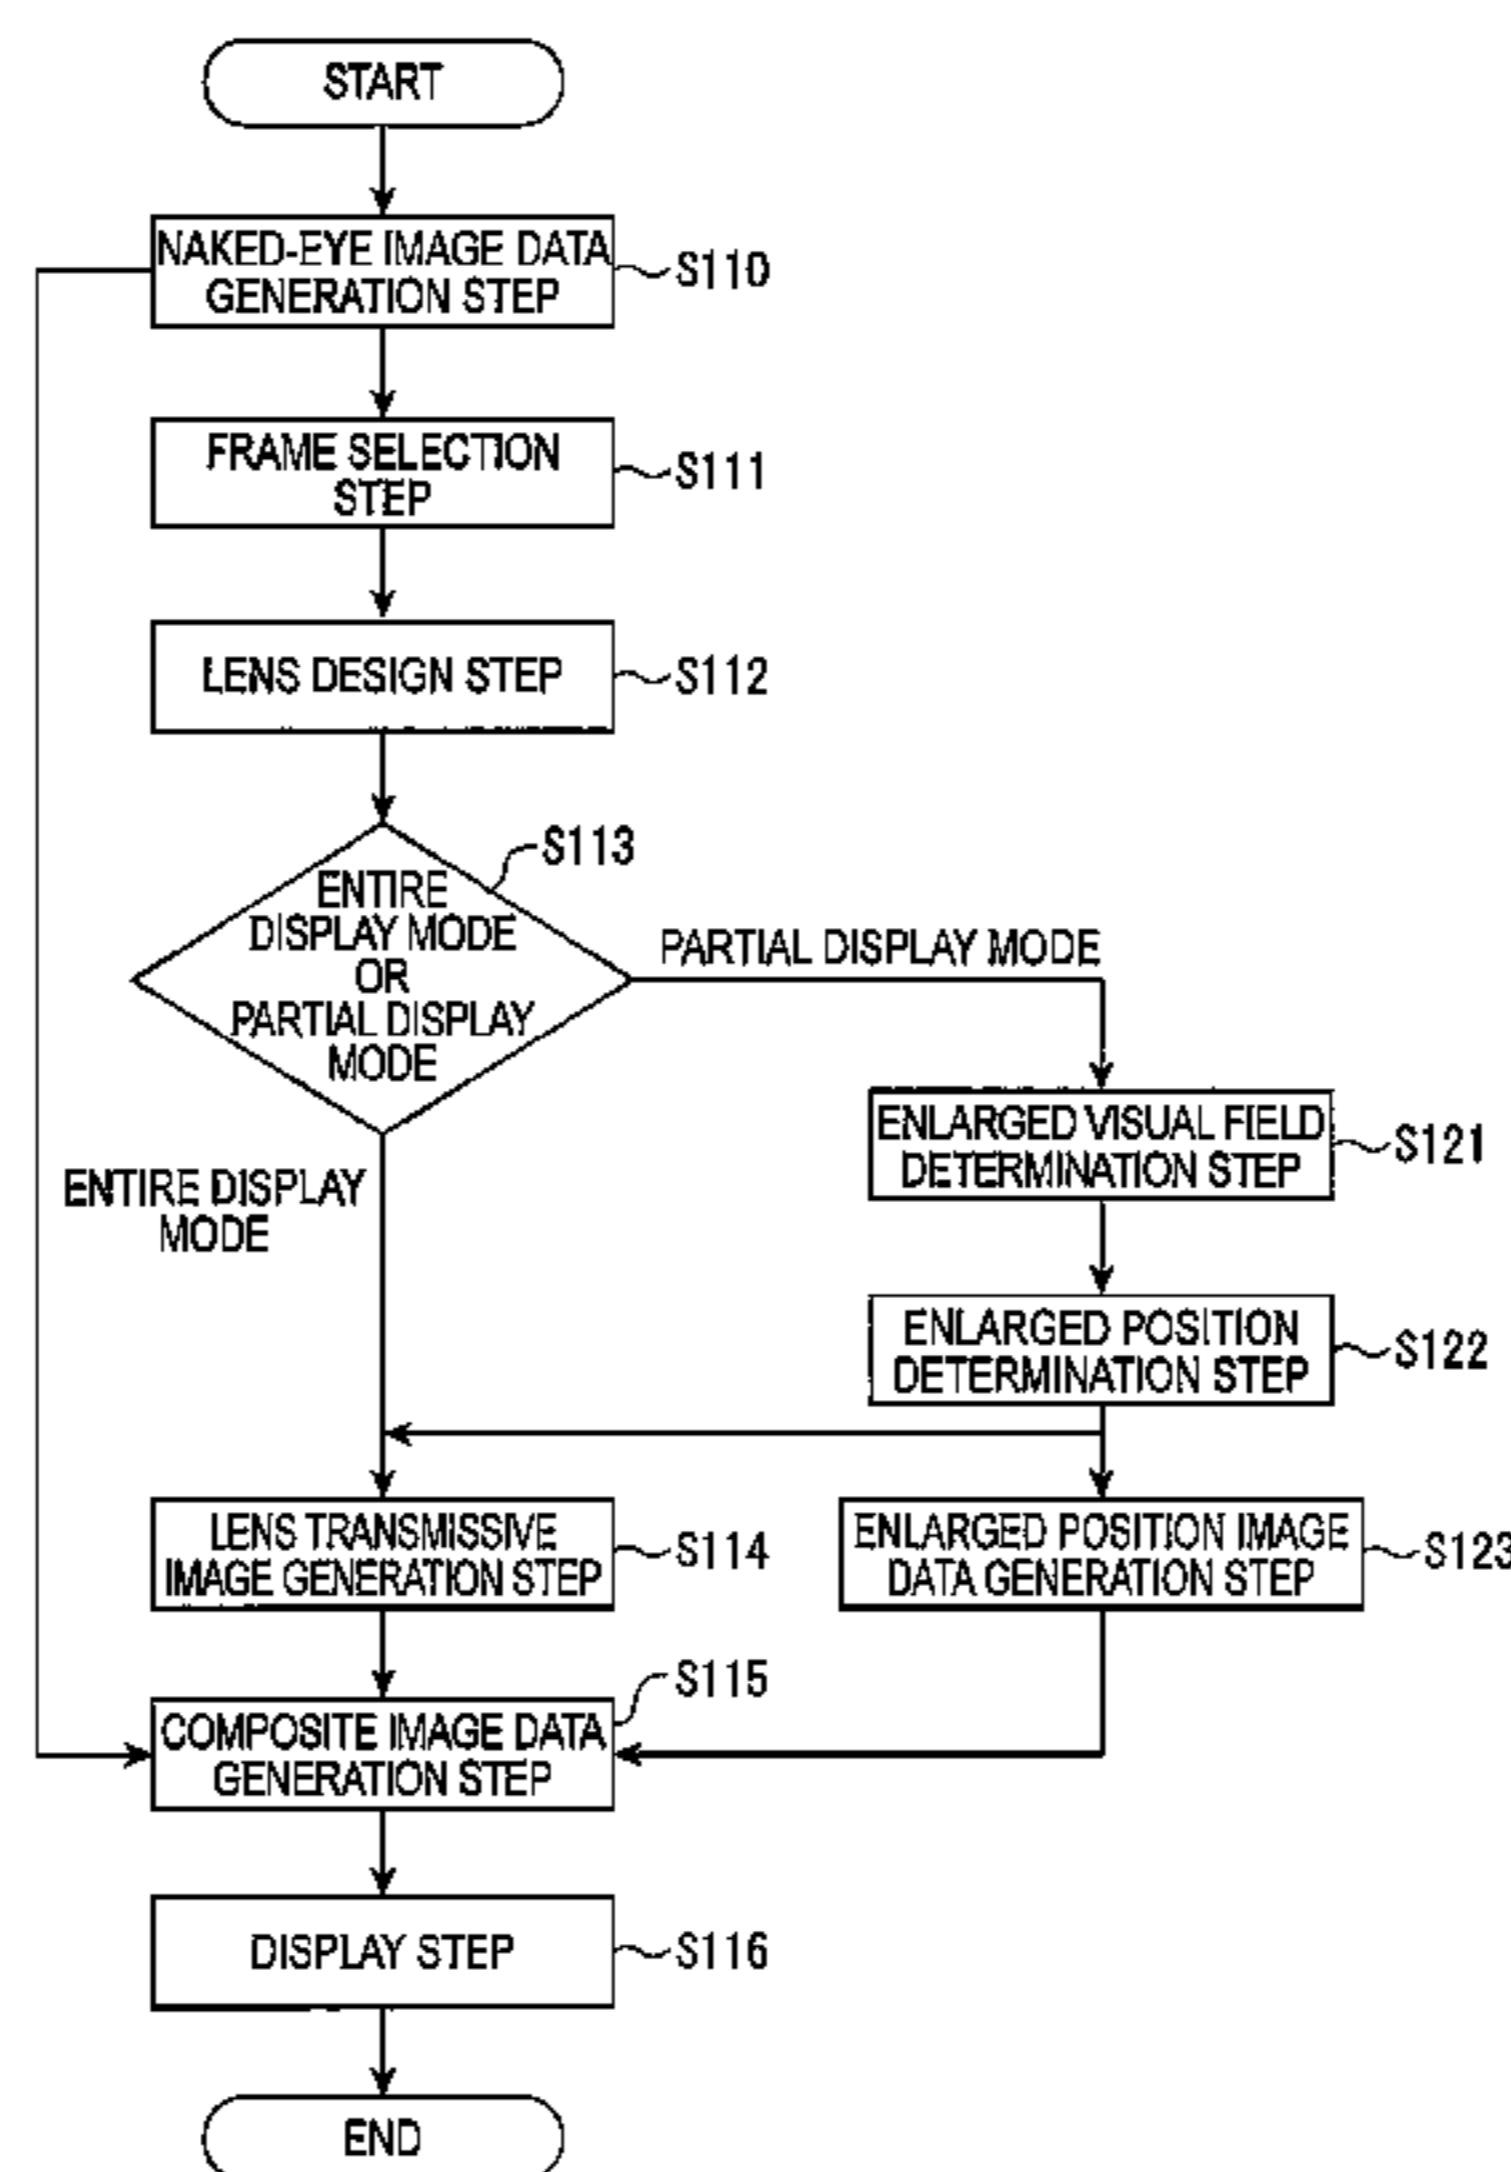 START
NAKED-EYE IMAGE DATA
GENERATION STEP
S110
FRAME SELECTION
STEP
S111
LENS DESIGN STEP
S112
S113
ENTIRE
DISPLAY MODE
OR
PARTIAL DISPLAY
MODE
PARTIAL DISPLAY MODE
ENTIRE DISPLAY
MODE
ENLARGED VISUAL FIELD
DETERMINATION STEP
S121
ENLARGED POSITION
DETERMINATION STEP
S122
LENS TRANSMISSIVE
IMAGE GENERATION STEP
S114
ENLARGED POSITION IMAGE
DATA GENERATION STEP
S123
S115
COMPOSITE IMAGE DATA
GENERATION STEP
DISPLAY STEP
S116
END